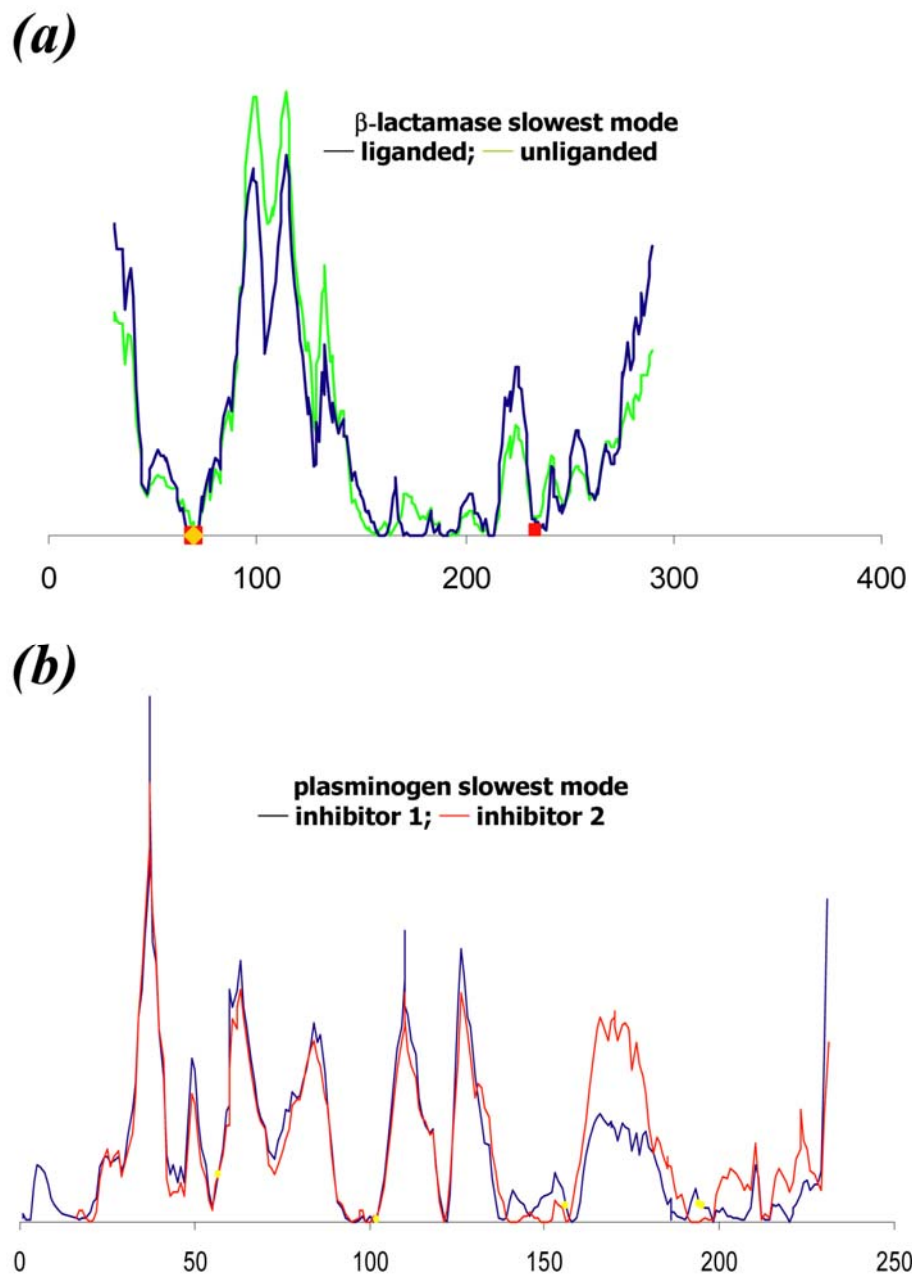 (a)
β-lactamase slowest mode
liganded; unliganded
0 100 200 300 400
(b)
plasminogen slowest mode
inhibitor 1; inhibitor 2
0 50 100 150 200 250